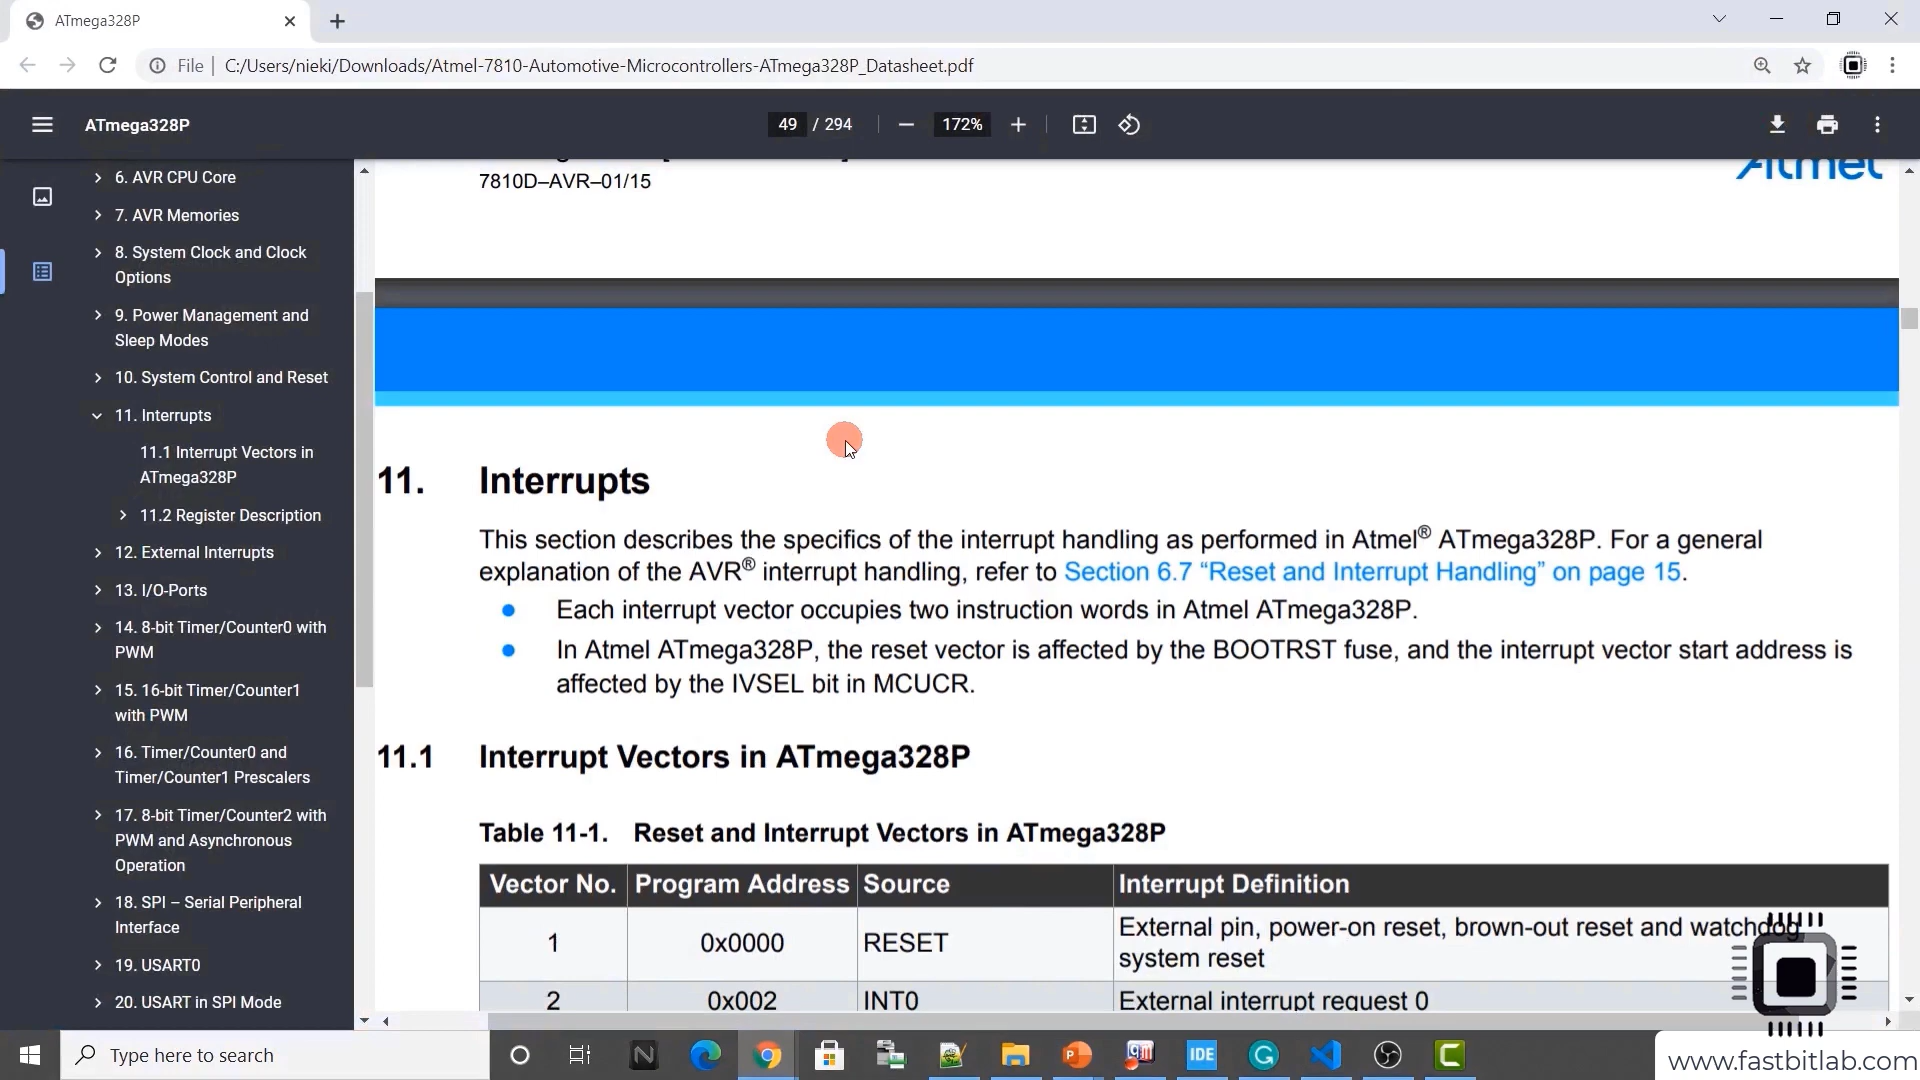 ATmega328P
File
C:/Users/nieki/Downloads/Atmel-7810-Automotive-Microcontrollers-ATmega328P_Datasheet.pdf
ATmega328P
49 / 294
172%
6. AVR CPU Core
7. AVR Memories
8. System Clock and Clock
Options
9. Power Management and
Sleep Modes
10. System Control and Reset
11. Interrupts
11.1 Interrupt Vectors in
ATmega328P
11.2 Register Description
12. External Interrupts
13. I/O-Ports
14. 8-bit Timer/Counter0 with
PWM
15. 16-bit Timer/Counter1
with PWM
16. Timer/Counter0 and
Timer/Counter1 Prescalers
17. 8-bit Timer/Counter2 with
PWM and Asynchronous
Operation
18. SPI – Serial Peripheral
Interface
19. USART0
20. USART in SPI Mode
7810D–AVR–01/15
Atmel
11. Interrupts
This section describes the specifics of the interrupt handling as performed in Atmel® ATmega328P. For a general
explanation of the AVR® interrupt handling, refer to Section 6.7 “Reset and Interrupt Handling” on page 15.
• Each interrupt vector occupies two instruction words in Atmel ATmega328P.
• In Atmel ATmega328P, the reset vector is affected by the BOOTRST fuse, and the interrupt vector start address is
affected by the IVSEL bit in MCUCR.
11.1 Interrupt Vectors in ATmega328P
Table 11-1. Reset and Interrupt Vectors in ATmega328P
Vector No. Program Address Source Interrupt Definition
1 0x0000 RESET External pin, power-on reset, brown-out reset and watchdog
system reset
2 0x002 INT0 External interrupt request 0
Type here to search
IDE
www.fastbitlab.com